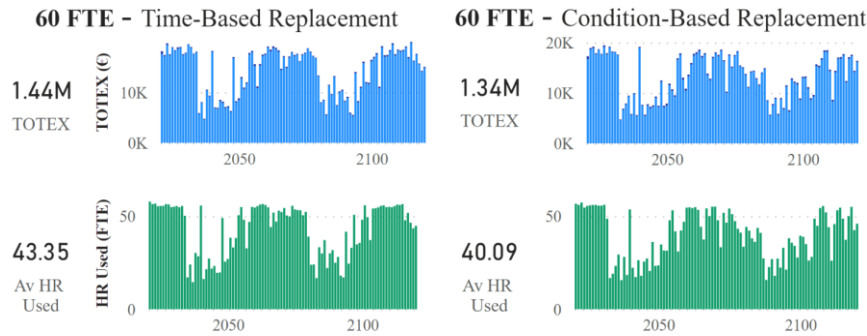 60 FTE - Time-Based Replacement
1.44M
TOTEX
TOTEX (€)
10K
0K
2050
2100
43.35
Av HR
Used
HR Used (FTE)
50
0
2050
2100
60 FTE - Condition-Based Replacement
1.34M
TOTEX
20K
10K
0K
2050
2100
40.09
Av HR
Used
50
0
2050
2100